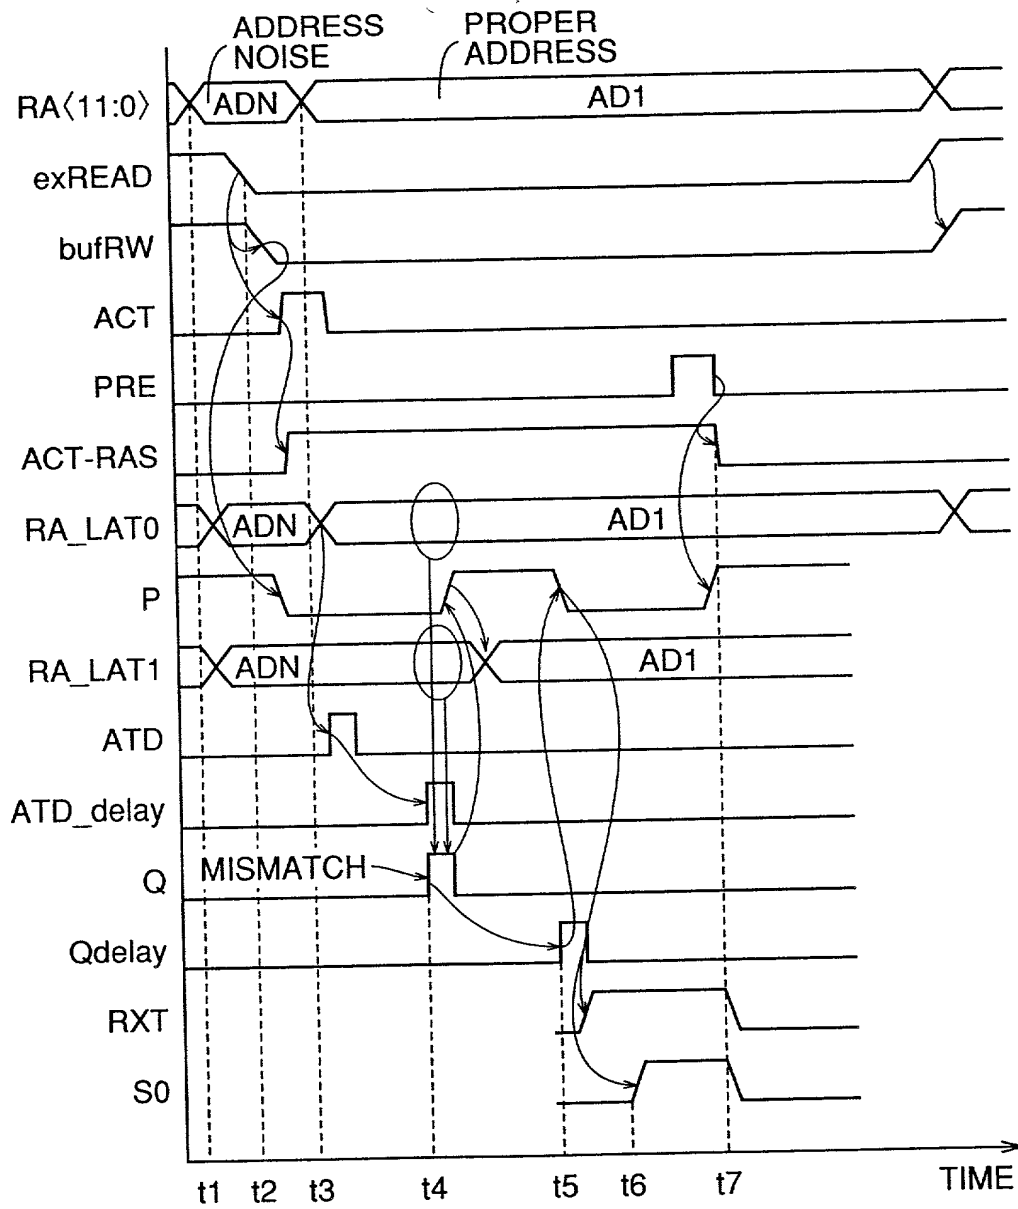 ADDRESS
NOISE
PROPER
ADDRESS
RA⟨11:0⟩
ADN
AD1
exREAD
bufRW
ACT
PRE
ACT-RAS
RA_LAT0
ADN
AD1
P
RA_LAT1
ADN
AD1
ATD
ATD_delay
Q
MISMATCH
Qdelay
RXT
S0
t1 t2 t3 t4 t5 t6 t7 TIME